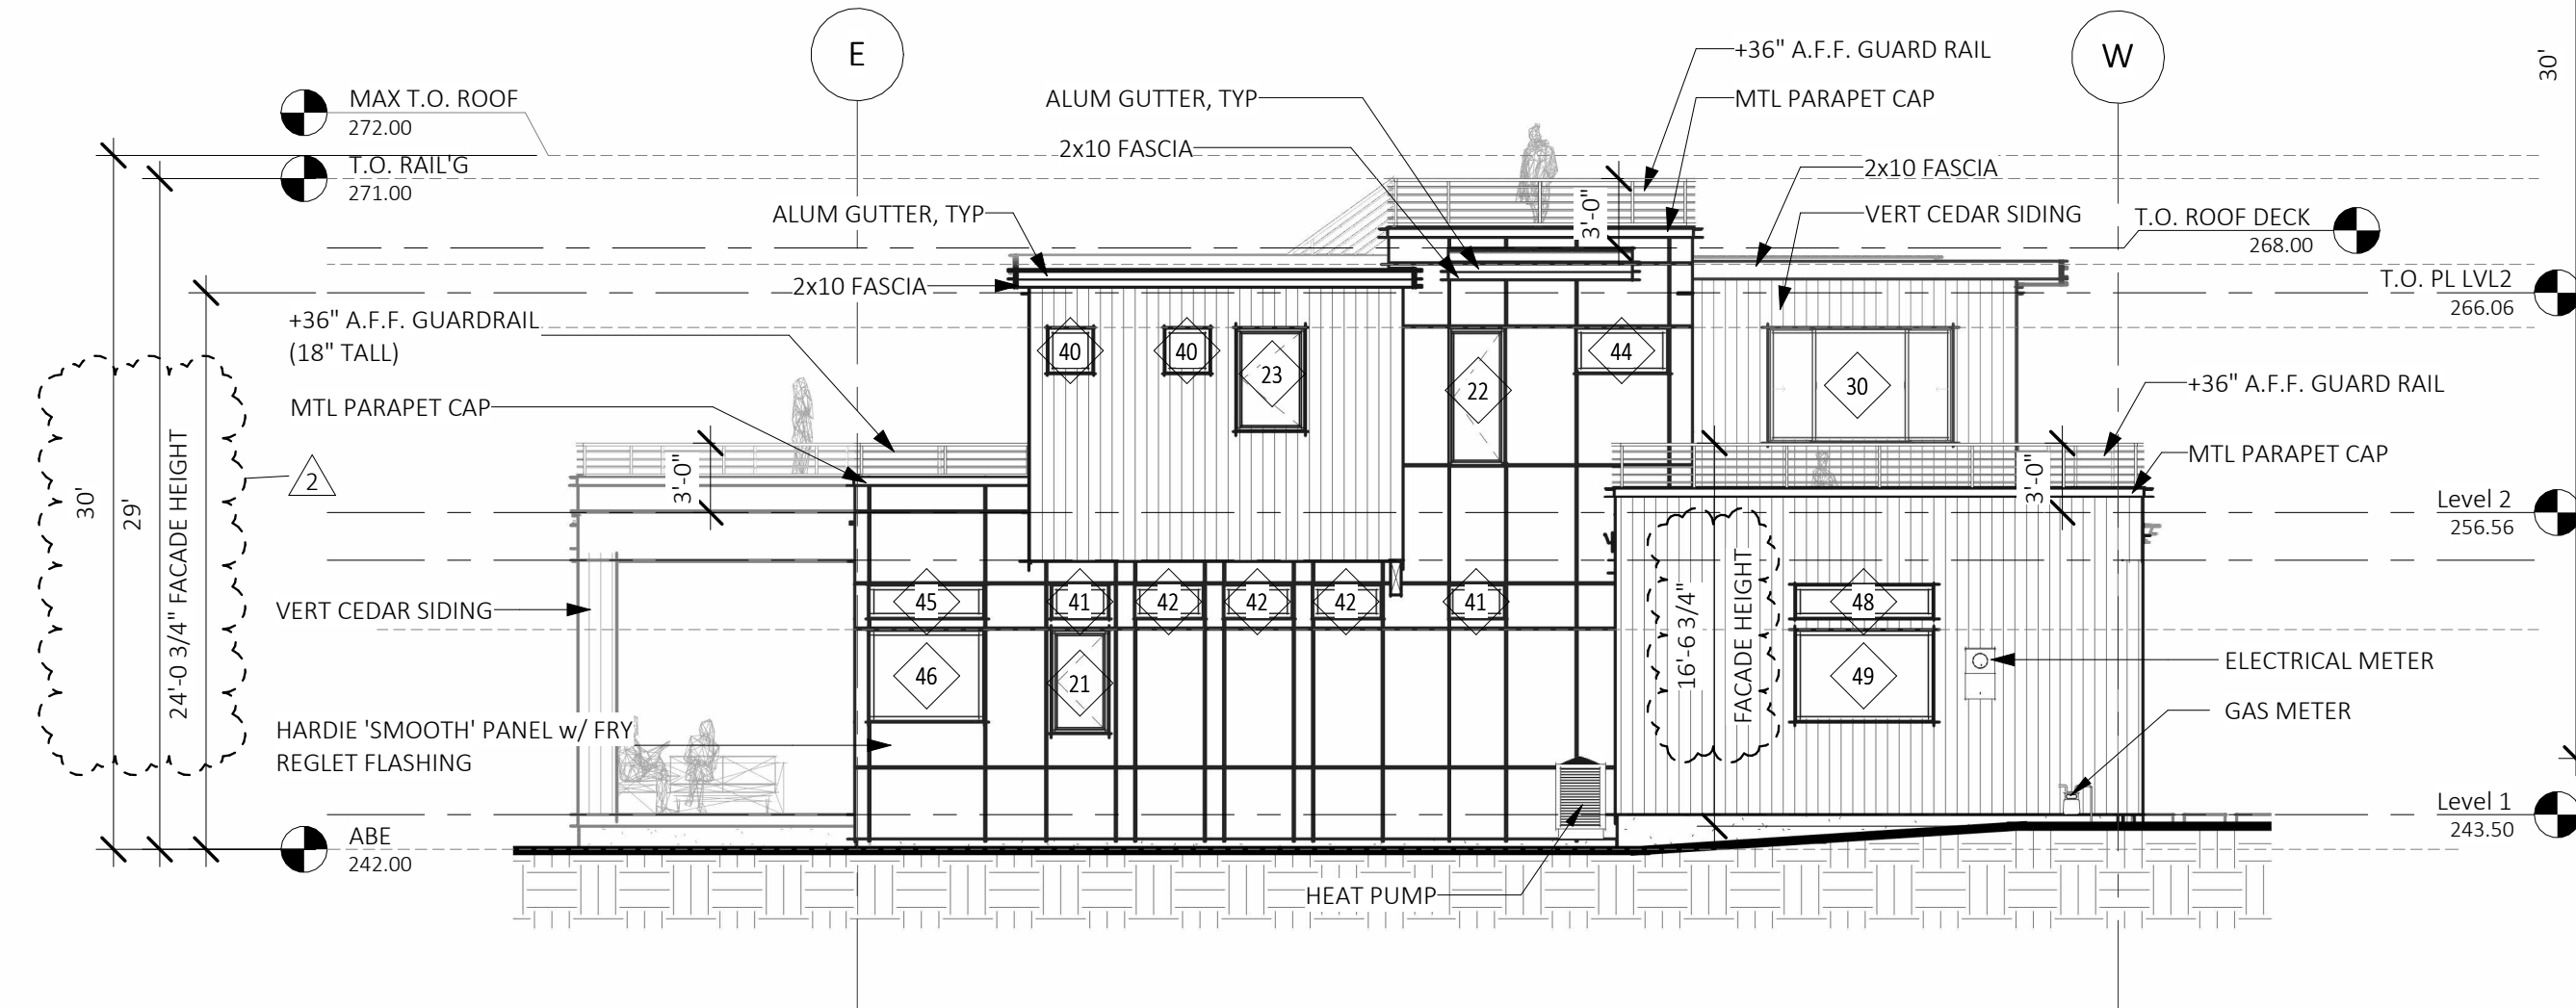 E
W
30'
MAX T.O. ROOF
272.00
T.O. RAIL'G
271.00
ALUM GUTTER, TYP
2x10 FASCIA
+36" A.F.F. GUARD RAIL
MTL PARAPET CAP
2x10 FASCIA
VERT CEDAR SIDING
T.O. ROOF DECK
268.00
ALUM GUTTER, TYP
3'-0"
2x10 FASCIA
T.O. PL LVL2
266.06
+36" A.F.F. GUARDRAIL
(18" TALL)
MTL PARAPET CAP
40
40
23
22
44
30
+36" A.F.F. GUARD RAIL
MTL PARAPET CAP
30'
29'
24'-0 3/4" FACADE HEIGHT
2
3'-0"
3'-0"
Level 2
256.56
VERT CEDAR SIDING
45
41
42
42
42
41
16'-6 3/4"
FACADE HEIGHT
48
46
21
49
ELECTRICAL METER
GAS METER
HARDIE 'SMOOTH' PANEL w/ FRY
REGLET FLASHING
Level 1
243.50
ABE
242.00
HEAT PUMP